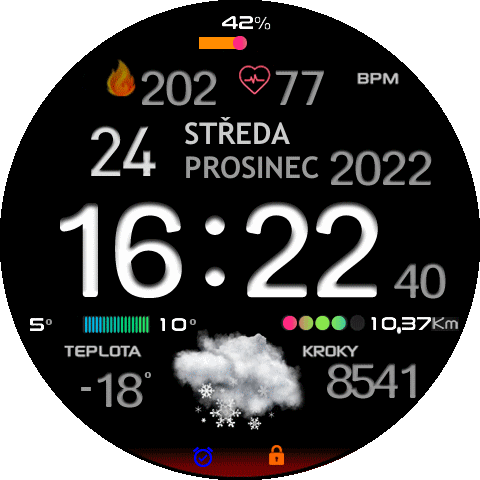 42%
202 77 BPM
24 STŘEDA
PROSINEC 2022
16:22 40
5° 10° 10,37Km
TEPLOTA KROKY
-18° 8541